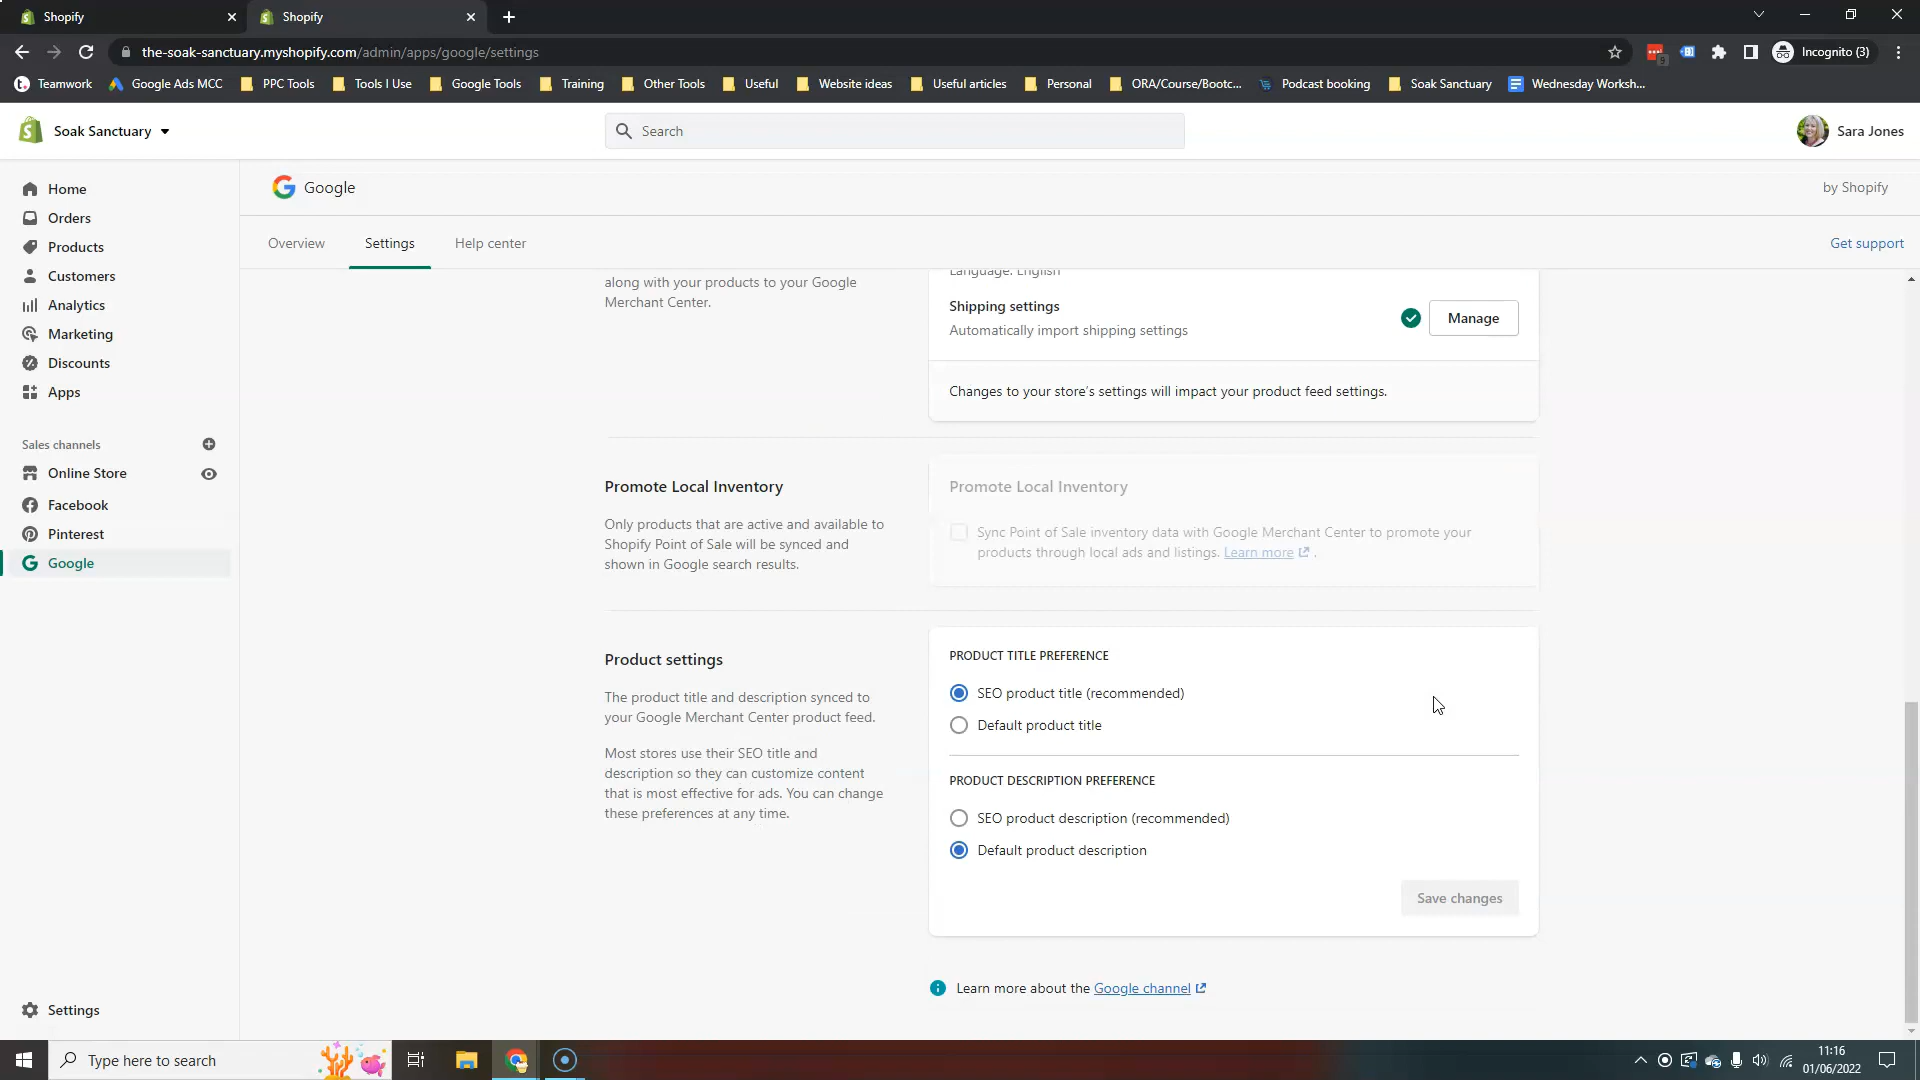 Shopify
Shopify
the-soak-sanctuary.myshopify.com/admin/apps/google/settings
Incognito (3)
Teamwork
Google Ads MCC
PPC Tools
Tools I Use
Google Tools
Training
Other Tools
Useful
Website ideas
Useful articles
Personal
ORA/Course/Bootc...
Podcast booking
Soak Sanctuary
Wednesday Worksh...
Soak Sanctuary
Search
Sara Jones
Home
Orders
Products
Customers
Analytics
Marketing
Discounts
Apps
Sales channels
Online Store
Facebook
Pinterest
Google
Settings
Google
by Shopify
Overview
Settings
Help center
Get support
along with your products to your Google
Merchant Center.
Language: English
Shipping settings
Automatically import shipping settings
Manage
Changes to your store's settings will impact your product feed settings.
Promote Local Inventory
Only products that are active and available to
Shopify Point of Sale will be synced and
shown in Google search results.
Promote Local Inventory
Sync Point of Sale inventory data with Google Merchant Center to promote your
products through local ads and listings. Learn more .
Product settings
The product title and description synced to
your Google Merchant Center product feed.
Most stores use their SEO title and
description so they can customize content
that is most effective for ads. You can change
these preferences at any time.
PRODUCT TITLE PREFERENCE
SEO product title (recommended)
Default product title
PRODUCT DESCRIPTION PREFERENCE
SEO product description (recommended)
Default product description
Save changes
Learn more about the Google channel
Type here to search
11:16
01/06/2022